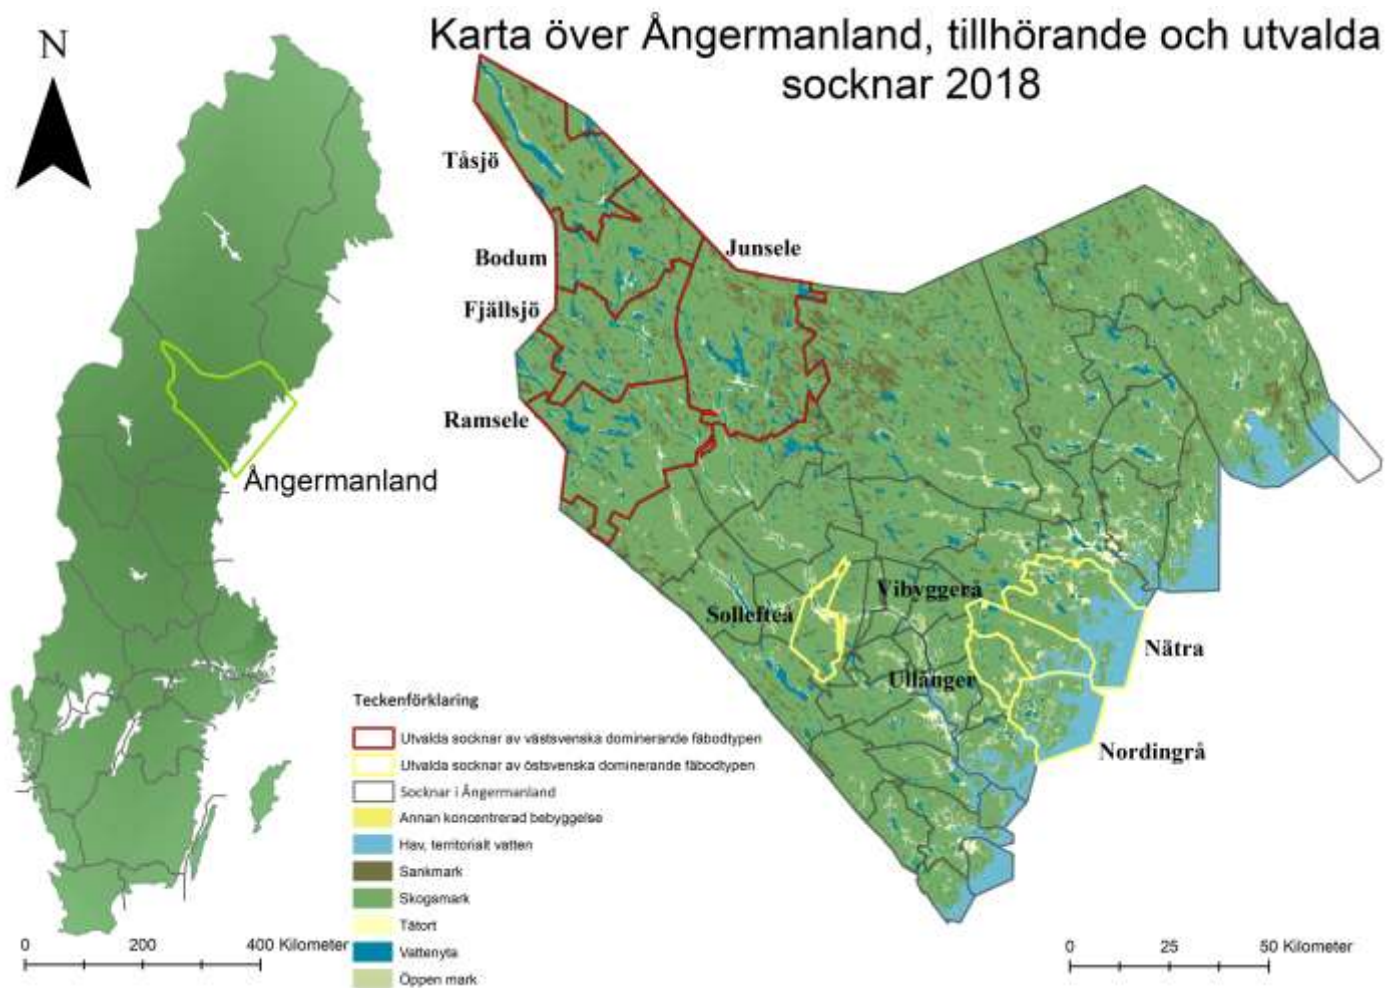 Karta över Ångermanland, tillhörande och utvalda
socknar 2018
N
Tåsjö
Bodum
Junsele
Fjällsjö
Ramsele
Ångermanland
Vibyggerå
Sollefteå
Nätra
Ullånger
Nordingrå
Teckenförklaring
Utvalda socknar av västsvenska dominerande fäbodtypen
Utvalda socknar av östsvenska dominerande fäbodtypen
Socknar i Ångermanland
Annan koncentrerad bebyggelse
Hav, territorialt vatten
Sankmark
Skogsmark
Tätort
Vattenyta
Öppen mark
0 200 400 Kilometer
0 25 50 Kilometer